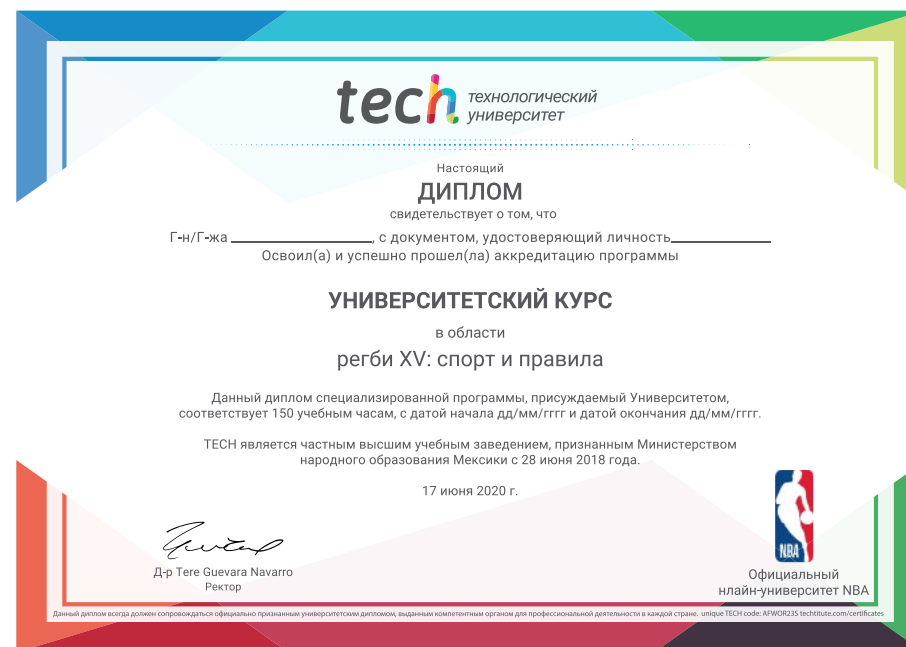 tech технологический
университет
Настоящий
ДИПЛОМ
свидетельствует о том, что
Г-н/Г-жа ____________________, с документом, удостоверяющий личность______________
Освоил(а) и успешно прошел(ла) аккредитацию программы
УНИВЕРСИТЕТСКИЙ КУРС
в области
регби XV: спорт и правила
Данный диплом специализированной программы, присуждаемый Университетом,
соответствует 150 учебным часам, с датой начала дд/мм/гггг и датой окончания дд/мм/гггг.
TECH является частным высшим учебным заведением, признанным Министерством
народного образования Мексики с 28 июня 2018 года.
17 июня 2020 г.
Д-р Tere Guevara Navarro
Ректор
NBA
Официальный
нлайн-университет NBA
Данный диплом всегда должен сопровождаться официально признанным университетским дипломом, выданным компетентным органом для профессиональной деятельности в каждой стране. unique TECH code: AFWOR23S techtitute.com/certificates